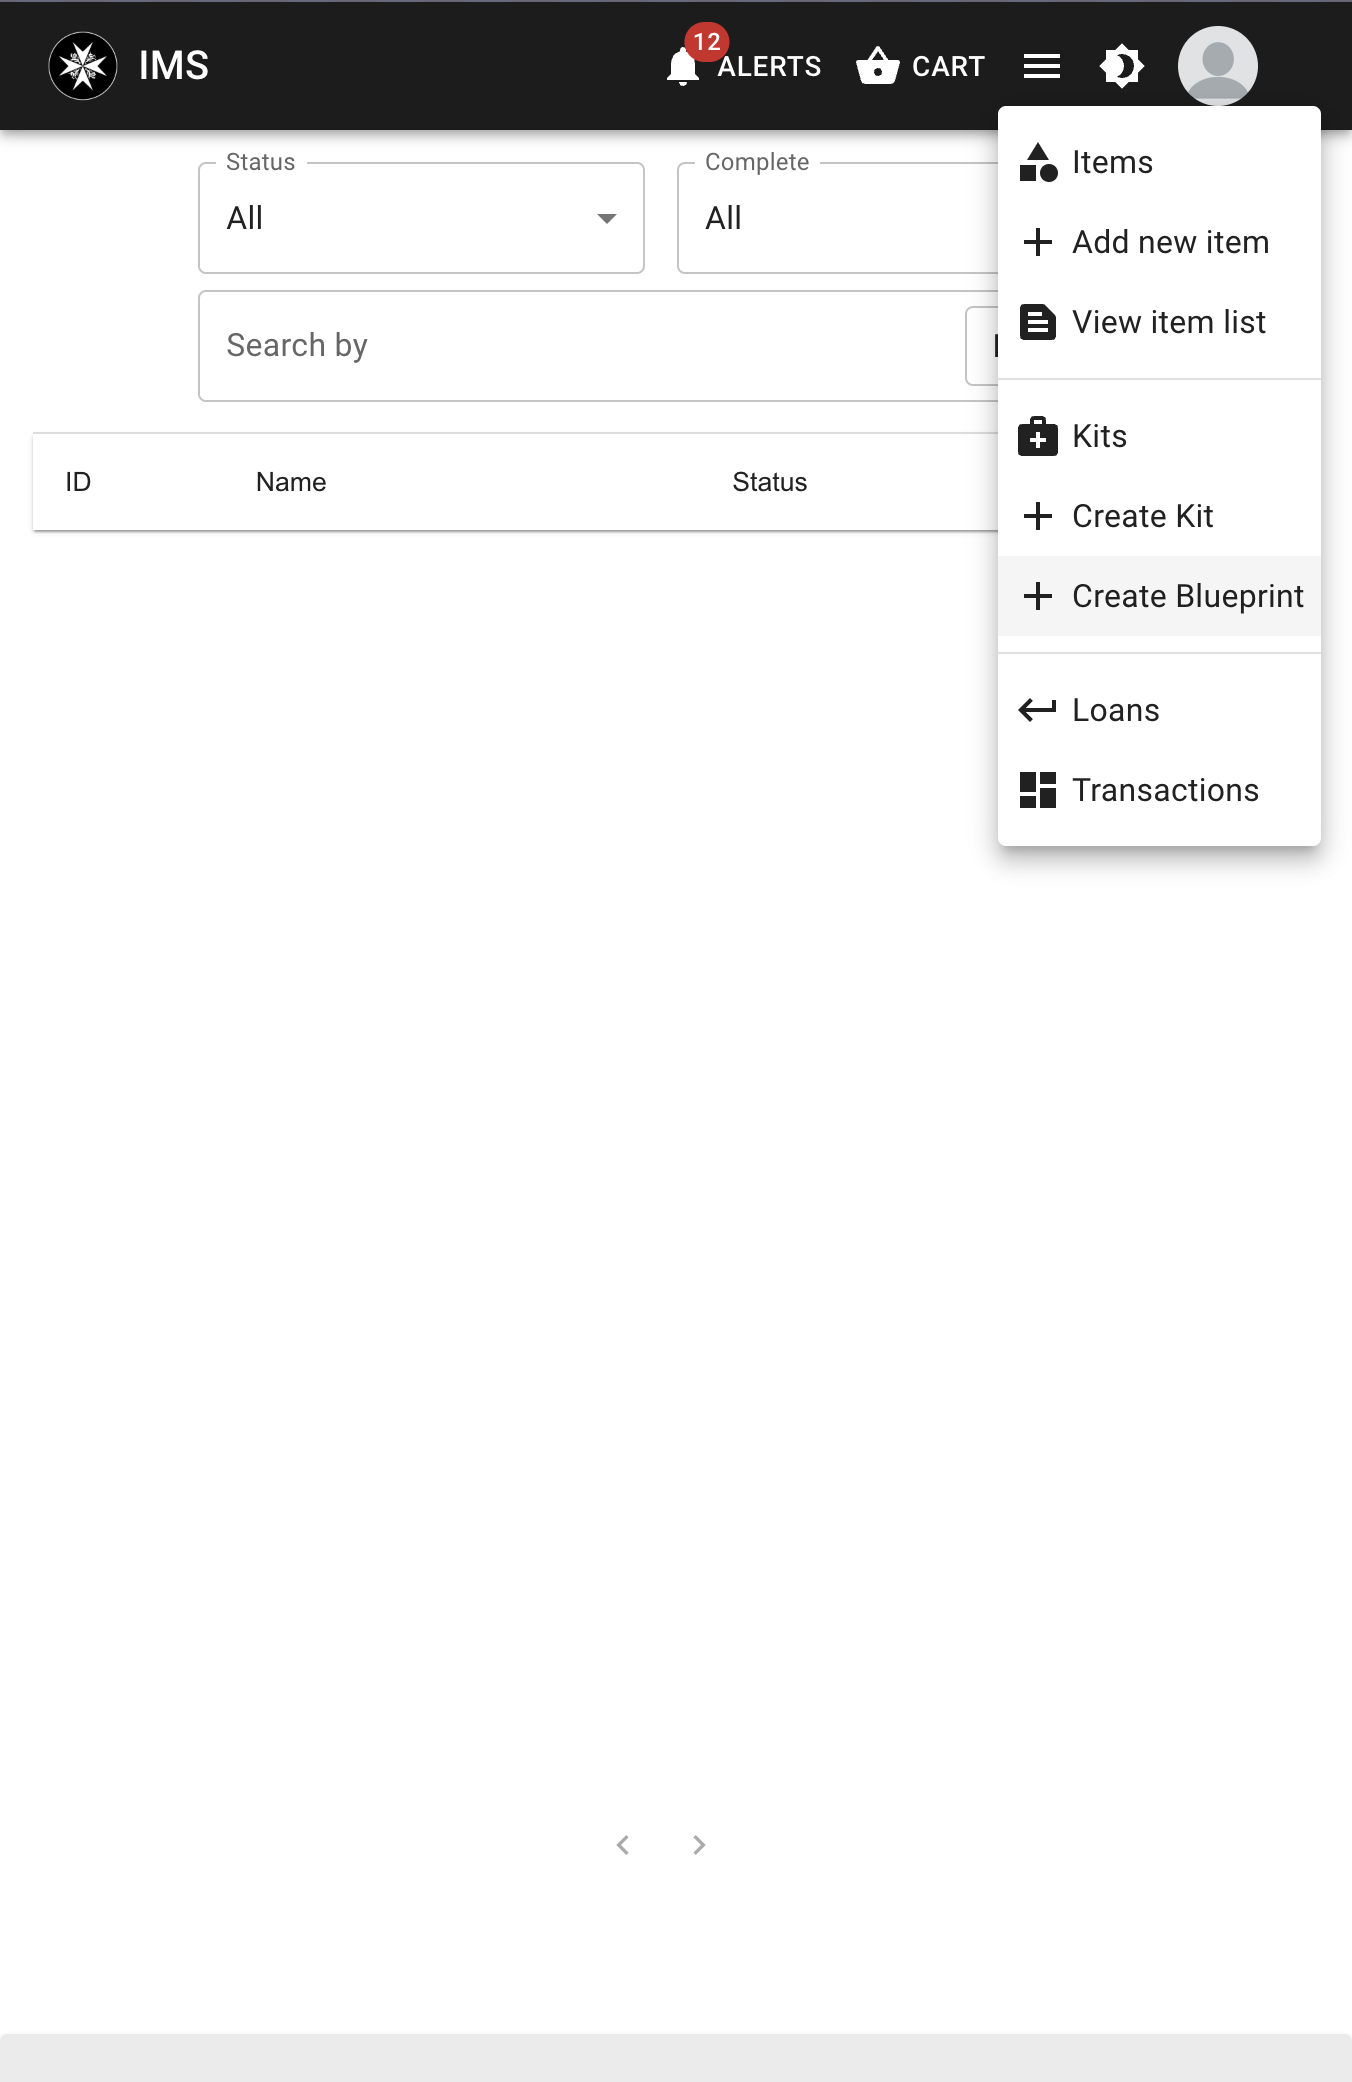 IMS
12
ALERTS
CART
Status
All
Complete
All
Search by
ID
Name
Status
Items
Add new item
View item list
Kits
Create Kit
Create Blueprint
Loans
Transactions